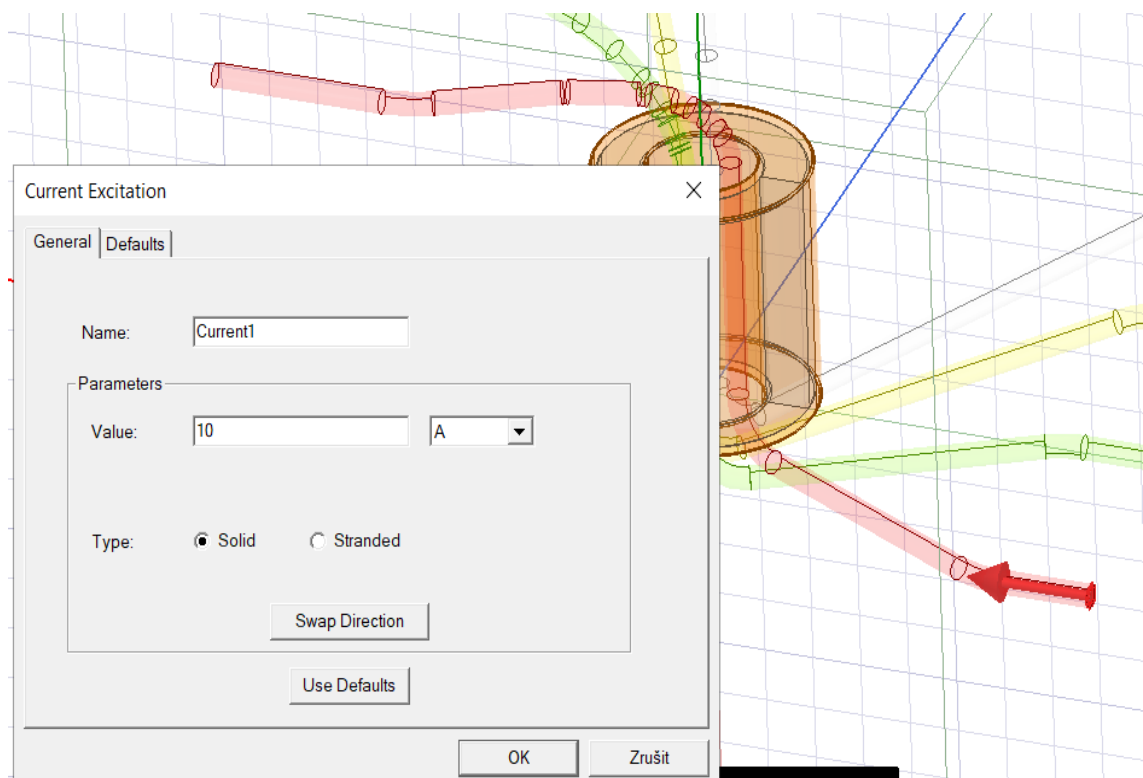 Current Excitation
General
Defaults
Name:
Current1
Parameters
Value:
10
A
Type:
Solid
Stranded
Swap Direction
Use Defaults
OK
Zrušit